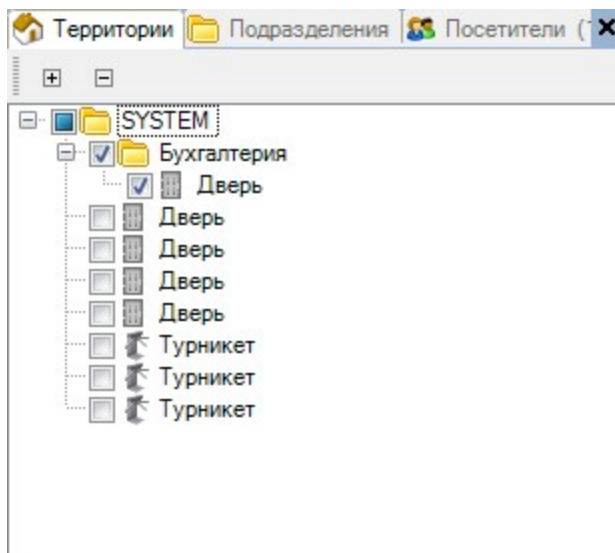 Территории Подразделения Посетители (
SYSTEM
Бухгалтерия
Дверь
Дверь
Дверь
Дверь
Дверь
Турникет
Турникет
Турникет